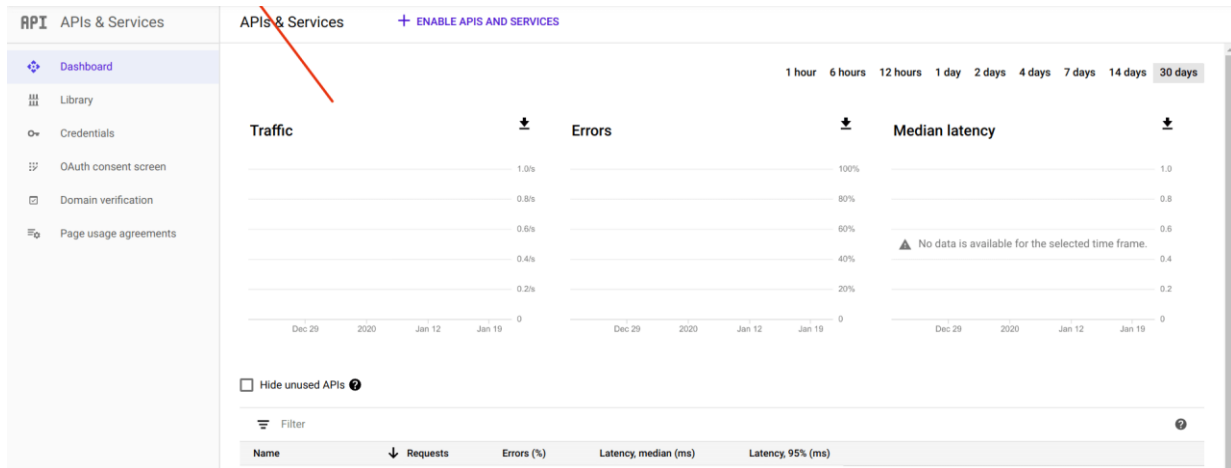 API APIs & Services
APIs & Services
+ ENABLE APIS AND SERVICES
Dashboard
Library
Credentials
OAuth consent screen
Domain verification
Page usage agreements
1 hour 6 hours 12 hours 1 day 2 days 4 days 7 days 14 days 30 days
Traffic
1.0/s
0.8/s
0.6/s
0.4/s
0.2/s
0
Dec 29 2020 Jan 12 Jan 19
Errors
100%
80%
60%
40%
20%
0
Dec 29 2020 Jan 12 Jan 19
Median latency
1.0
0.8
0.6
No data is available for the selected time frame.
0.4
0.2
0
Dec 29 2020 Jan 12 Jan 19
Hide unused APIs ?
Filter ?
Name Requests Errors (%) Latency, median (ms) Latency, 95% (ms)